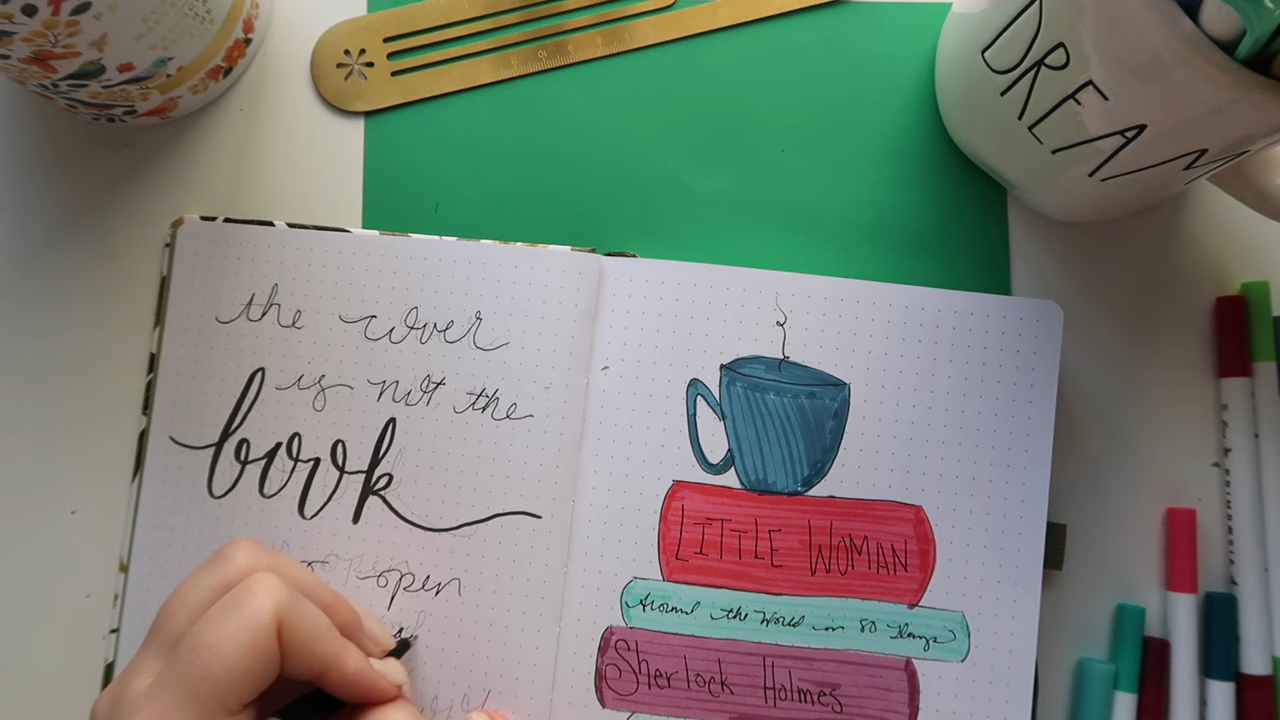 DREAM
the cover
is not the
book
open
LITTLE WOMAN
Around the World in 80 Days
Sherlock Holmes